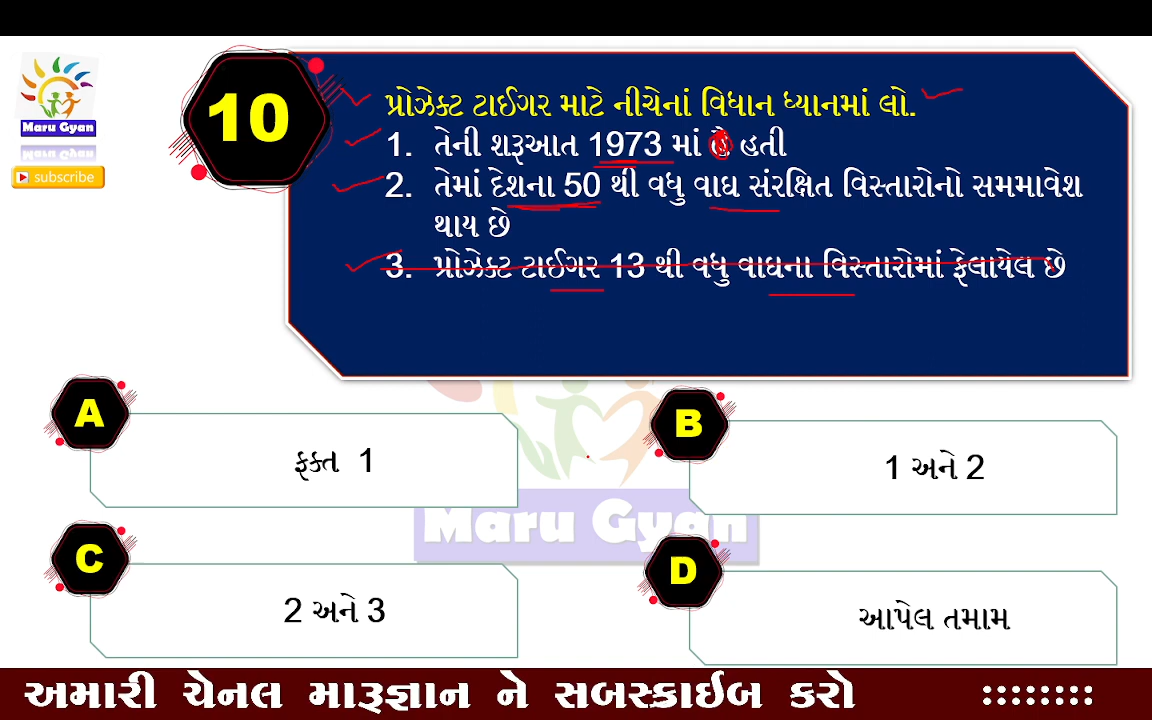 Maru Gyan
subscribe
10
પ્રોઝેક્ટ ટાઈગર માટે નીચેનાં વિધાન ધ્યાનમાં લો.
1. તેની શરૂઆત 1973 માં હતી
2. તેમાં દેશના 50 થી વધુ વાઘ સંરક્ષિત વિસ્તારોનો સમમાવેશ
થાય છે
3. પ્રોઝેક્ટ ટાઈગર 13 થી વધુ વાઘના વિસ્તારોમાં ફેલાયેલ છે
A
ફક્ત 1
B
1 અને 2
Maru Gyan
C
2 અને 3
D
આપેલ તમામ
અમારી ચેનલ મારૂજ્ઞાન ને સબસ્ક્રાઈબ કરો